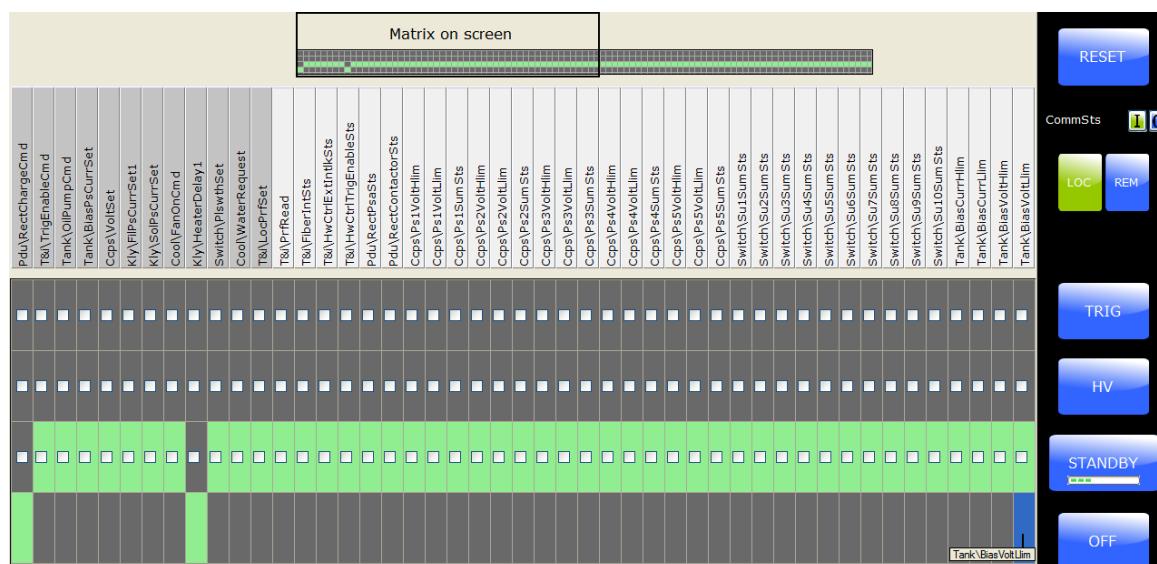 Matrix on screen
RESET
CommSts
I
LOC
REM
Pdu\RectChargeCmd
T&i\TrigEnableCmd
Tank\OilPumpCmd
Tank\BiasPsCurrSet
Ccps\VoltSet
Kly\FilPsCurrSet1
Kly\SolPsCurrSet
Cool\FanOnCmd
Kly\HeaterDelay1
Switch\PlswthSet
Cool\WaterRequest
T&i\LocPrfSet
T&i\PrfRead
T&i\FiberIntSts
T&i\HwCtrlExtIntlkSts
T&i\HwCtrlTrigEnableSts
Pdu\RectPsaSts
Pdu\RectContactorSts
Ccps\Ps1VoltHlim
Ccps\Ps1VoltLlim
Ccps\Ps1SumSts
Ccps\Ps2VoltHlim
Ccps\Ps2VoltLlim
Ccps\Ps2SumSts
Ccps\Ps3VoltHlim
Ccps\Ps3VoltLlim
Ccps\Ps3SumSts
Ccps\Ps4VoltHlim
Ccps\Ps4VoltLlim
Ccps\Ps4SumSts
Ccps\Ps5VoltHlim
Ccps\Ps5VoltLlim
Ccps\Ps5SumSts
Switch\Su1SumSts
Switch\Su2SumSts
Switch\Su3SumSts
Switch\Su4SumSts
Switch\Su5SumSts
Switch\Su6SumSts
Switch\Su7SumSts
Switch\Su8SumSts
Switch\Su9SumSts
Switch\Su10SumSts
Tank\BiasCurrHlim
Tank\BiasCurrLlim
Tank\BiasVoltHlim
Tank\BiasVoltLlim
TRIG
HV
STANDBY
OFF
Tank\BiasVoltLlim